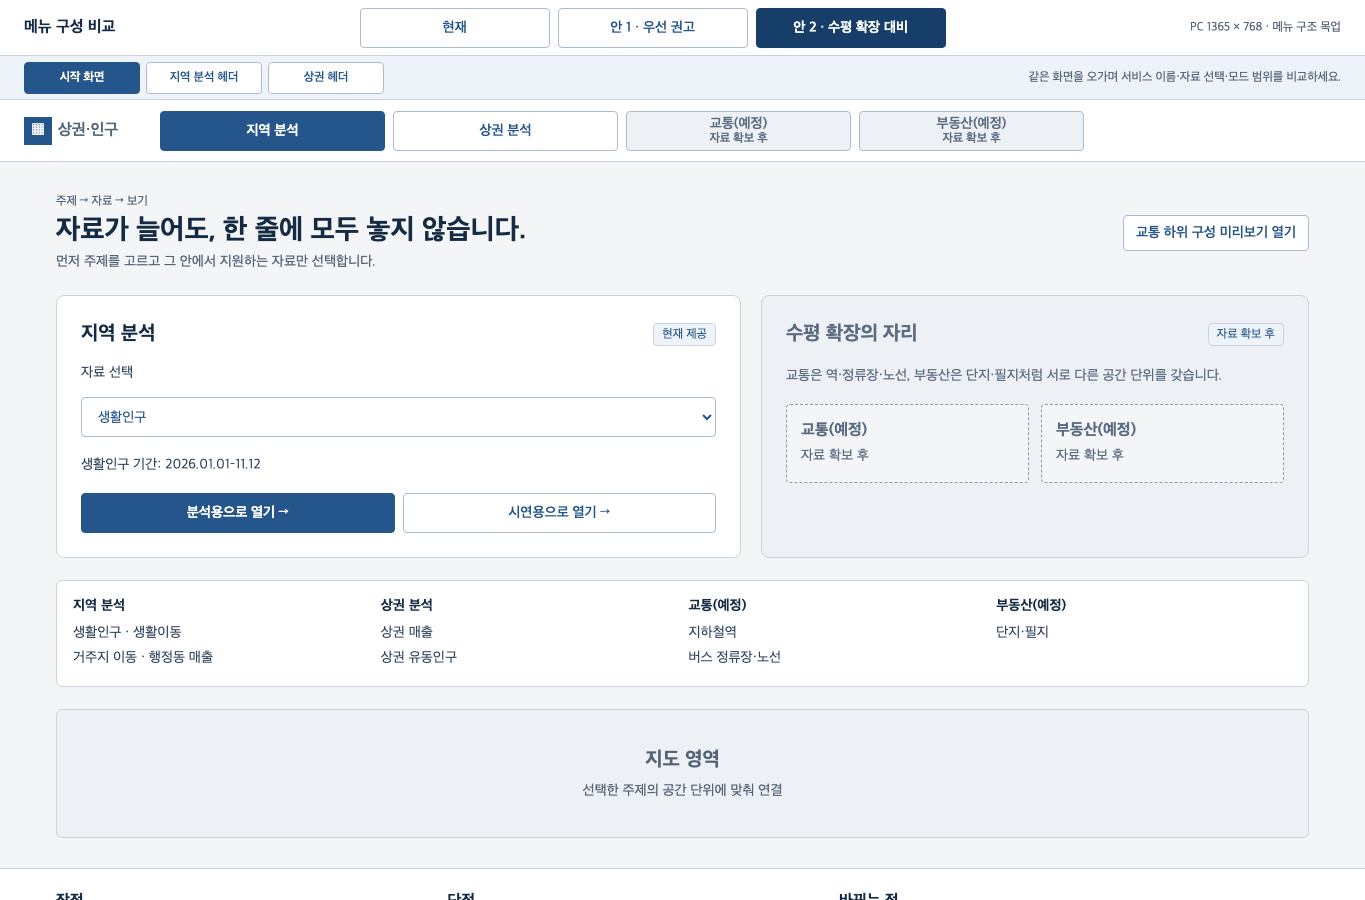 메뉴 구성 비교
현재
안 1 · 우선 권고
안 2 · 수평 확장 대비
PC 1365 × 768 · 메뉴 구조 목업
시작 화면
지역 분석 헤더
상권 헤더
같은 화면을 오가며 서비스 이름·자료 선택·모드 범위를 비교하세요.
상권·인구
지역 분석
상권 분석
교통(예정)
자료 확보 후
부동산(예정)
자료 확보 후
주제 → 자료 → 보기
자료가 늘어도, 한 줄에 모두 놓지 않습니다.
먼저 주제를 고르고 그 안에서 지원하는 자료만 선택합니다.
교통 하위 구성 미리보기 열기
지역 분석
현재 제공
자료 선택
생활인구
생활인구 기간: 2026.01.01-11.12
분석용으로 열기 →
시연용으로 열기 →
수평 확장의 자리
자료 확보 후
교통은 역·정류장·노선, 부동산은 단지·필지처럼 서로 다른 공간 단위를 갖습니다.
교통(예정)
자료 확보 후
부동산(예정)
자료 확보 후
지역 분석
생활인구 · 생활이동
거주지 이동 · 행정동 매출
상권 분석
상권 매출
상권 유동인구
교통(예정)
지하철역
버스 정류장·노선
부동산(예정)
단지·필지
지도 영역
선택한 주제의 공간 단위에 맞춰 연결